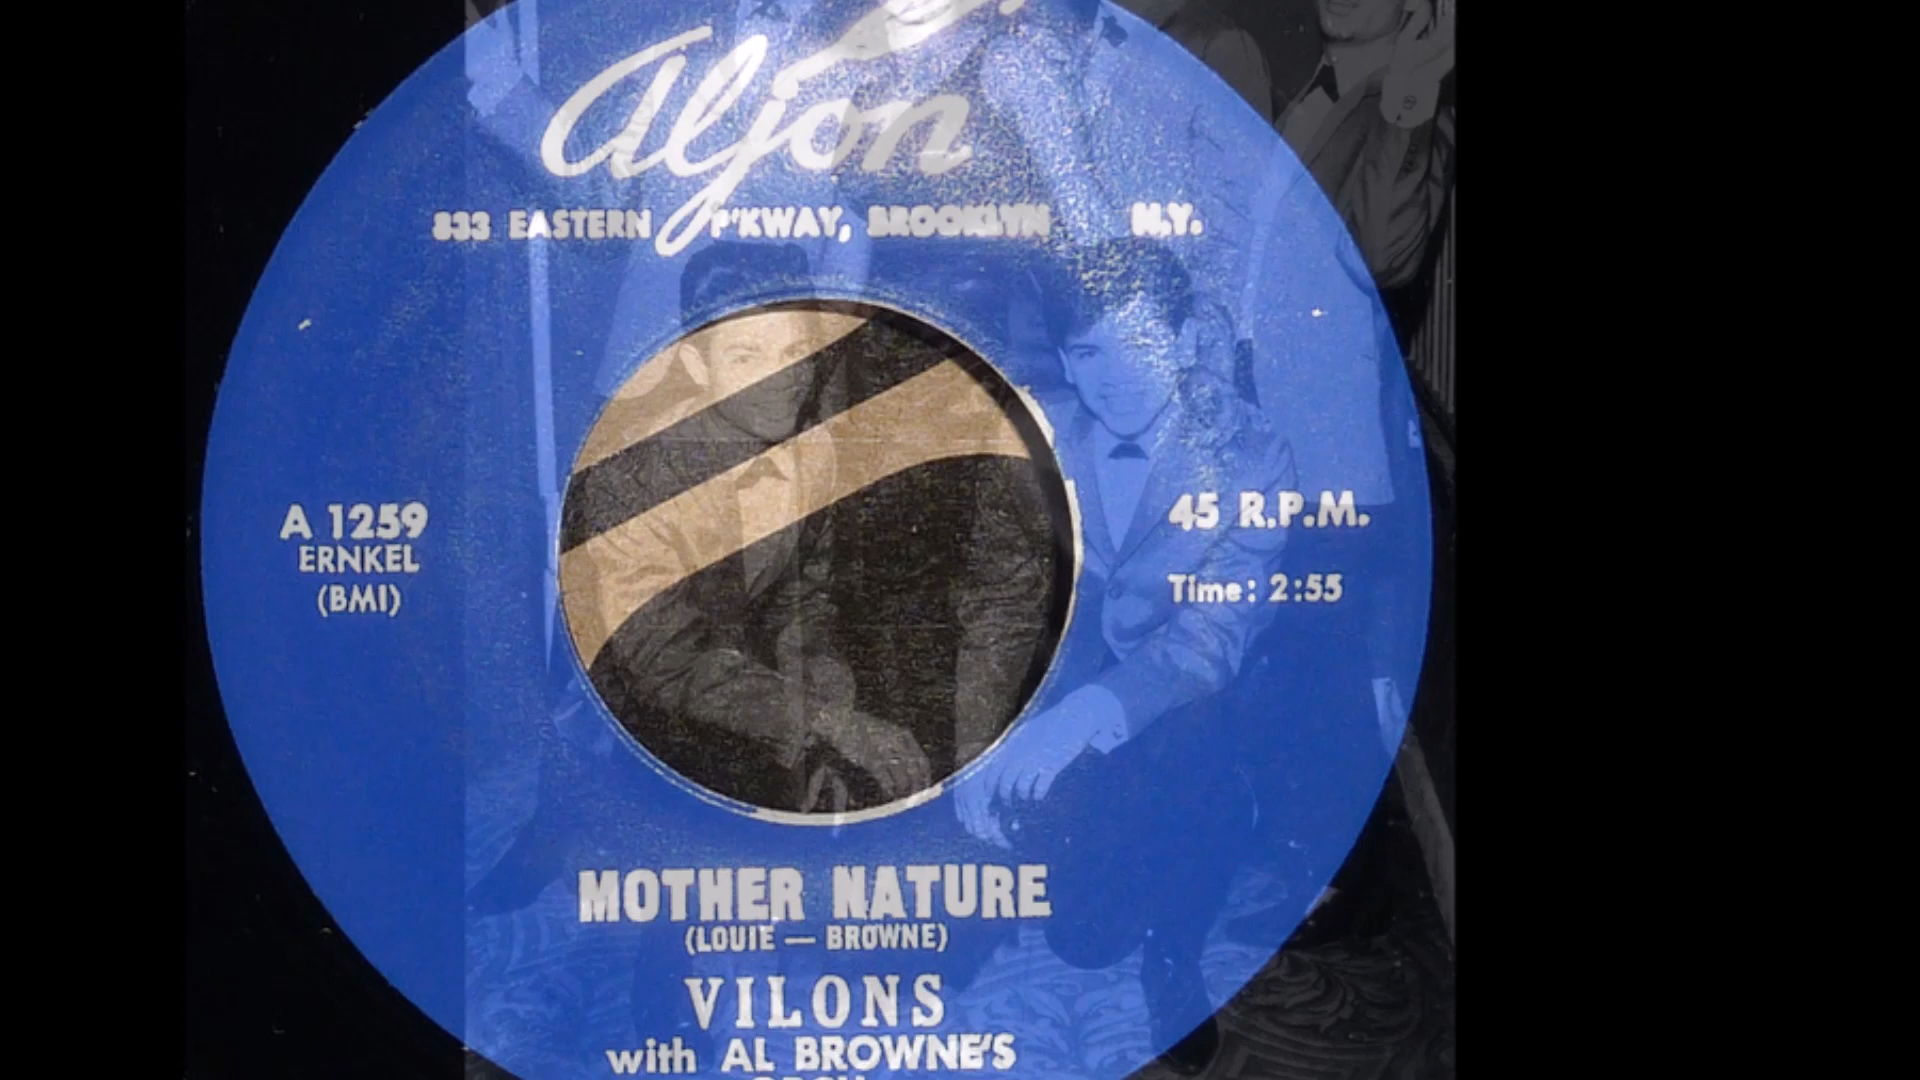 Aljon
833 EASTERN P'KWAY, BROOKLYN N.Y.
A 1259
ERNKEL
(BMI)
45 R.P.M.
Time: 2:55
MOTHER NATURE
(LOUIE — BROWNE)
VILONS
with AL BROWNE'S